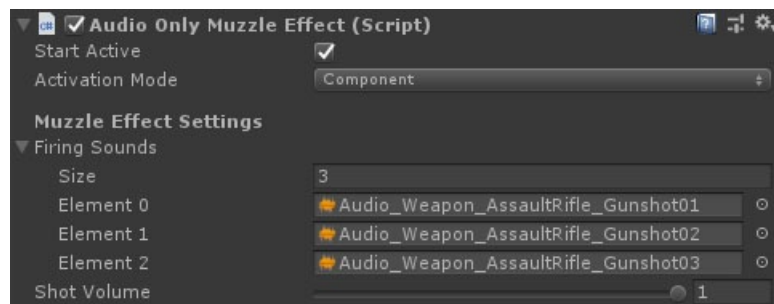 Audio Only Muzzle Effect (Script)
Start Active
Activation Mode Component
Muzzle Effect Settings
Firing Sounds
Size 3
Element 0 Audio_Weapon_AssaultRifle_Gunshot01
Element 1 Audio_Weapon_AssaultRifle_Gunshot02
Element 2 Audio_Weapon_AssaultRifle_Gunshot03
Shot Volume 1